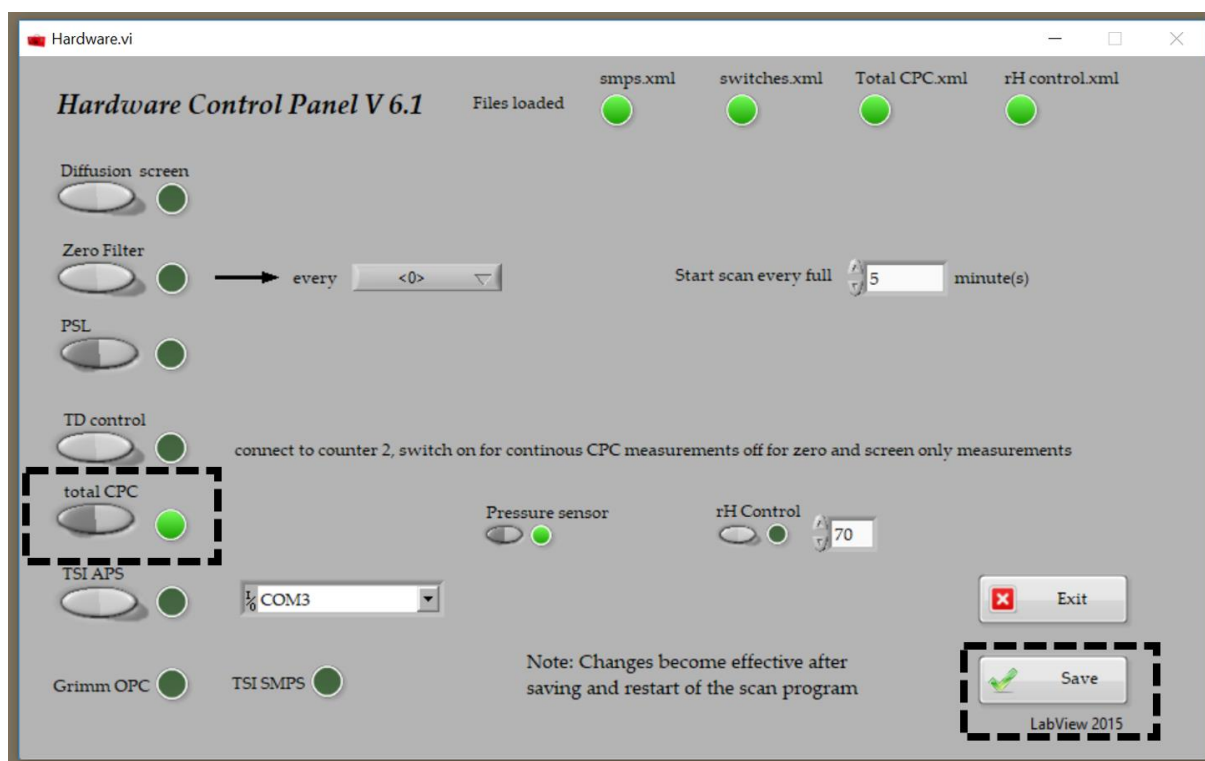 Hardware.vi
smps.xml switches.xml Total CPC.xml rH control.xml
Hardware Control Panel V 6.1 Files loaded
Diffusion screen
Zero Filter
every <0> Start scan every full 5 minute(s)
PSL
TD control
connect to counter 2, switch on for continous CPC measurements off for zero and screen only measurements
total CPC
Pressure sensor rH Control 70
TSI APS
COM3
Exit
Note: Changes become effective after
saving and restart of the scan program
Grimm OPC TSI SMPS
Save
LabView 2015